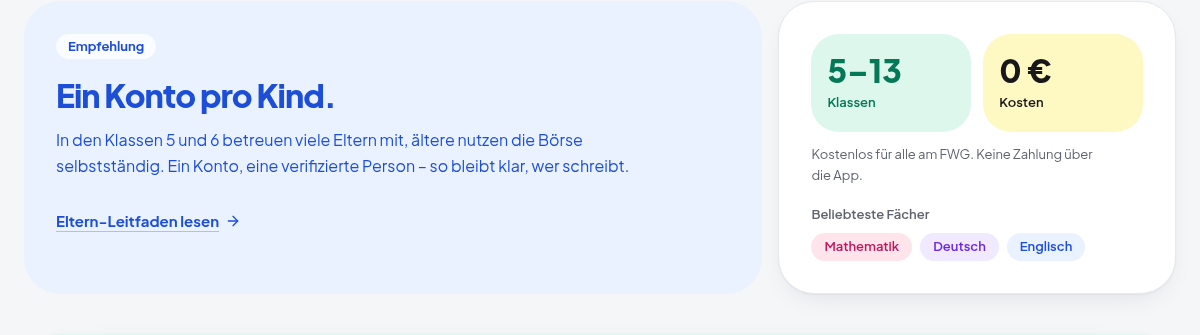 Empfehlung
Ein Konto pro Kind.
In den Klassen 5 und 6 betreuen viele Eltern mit, ältere nutzen die Börse
selbstständig. Ein Konto, eine verifizierte Person – so bleibt klar, wer schreibt.
Eltern-Leitfaden lesen →
5–13
Klassen
0 €
Kosten
Kostenlos für alle am FWG. Keine Zahlung über
die App.
Beliebteste Fächer
Mathematik
Deutsch
Englisch